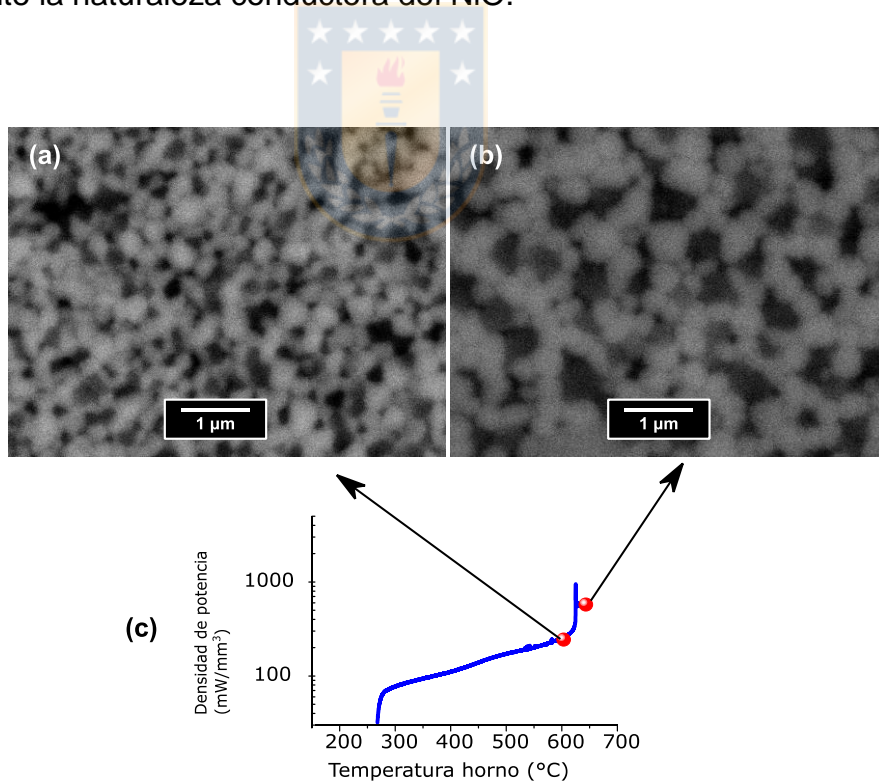 la naturaleza conductora del NiO.
(a)
(b)
1 µm
1 µm
(c)
Densidad de potencia
(mW/mm³)
1000
100
200 300 400 500 600 700
Temperatura horno (°C)